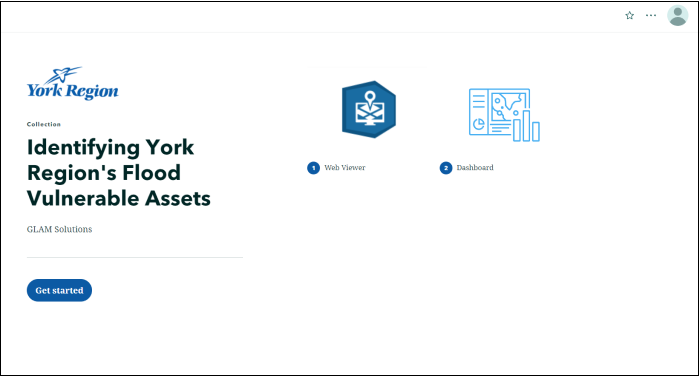 York Region
Collection
Identifying York
Region's Flood
Vulnerable Assets
GLAM Solutions
Get started
1 Web Viewer
2 Dashboard